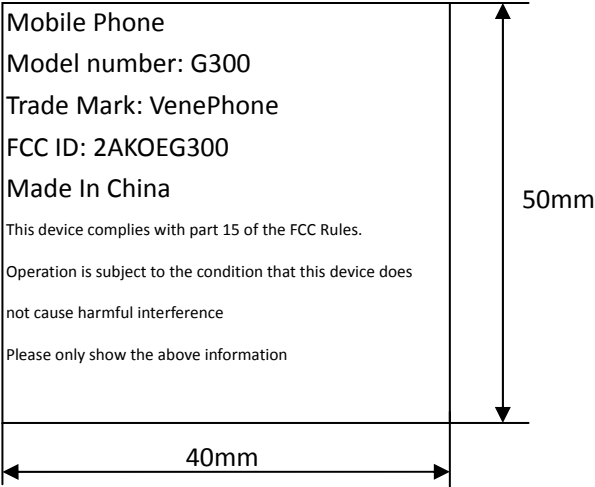 Mobile Phone
Model number: G300
Trade Mark: VenePhone
FCC ID: 2AKOEG300
Made In China
This device complies with part 15 of the FCC Rules.
Operation is subject to the condition that this device does
not cause harmful interference
Please only show the above information
50mm
40mm